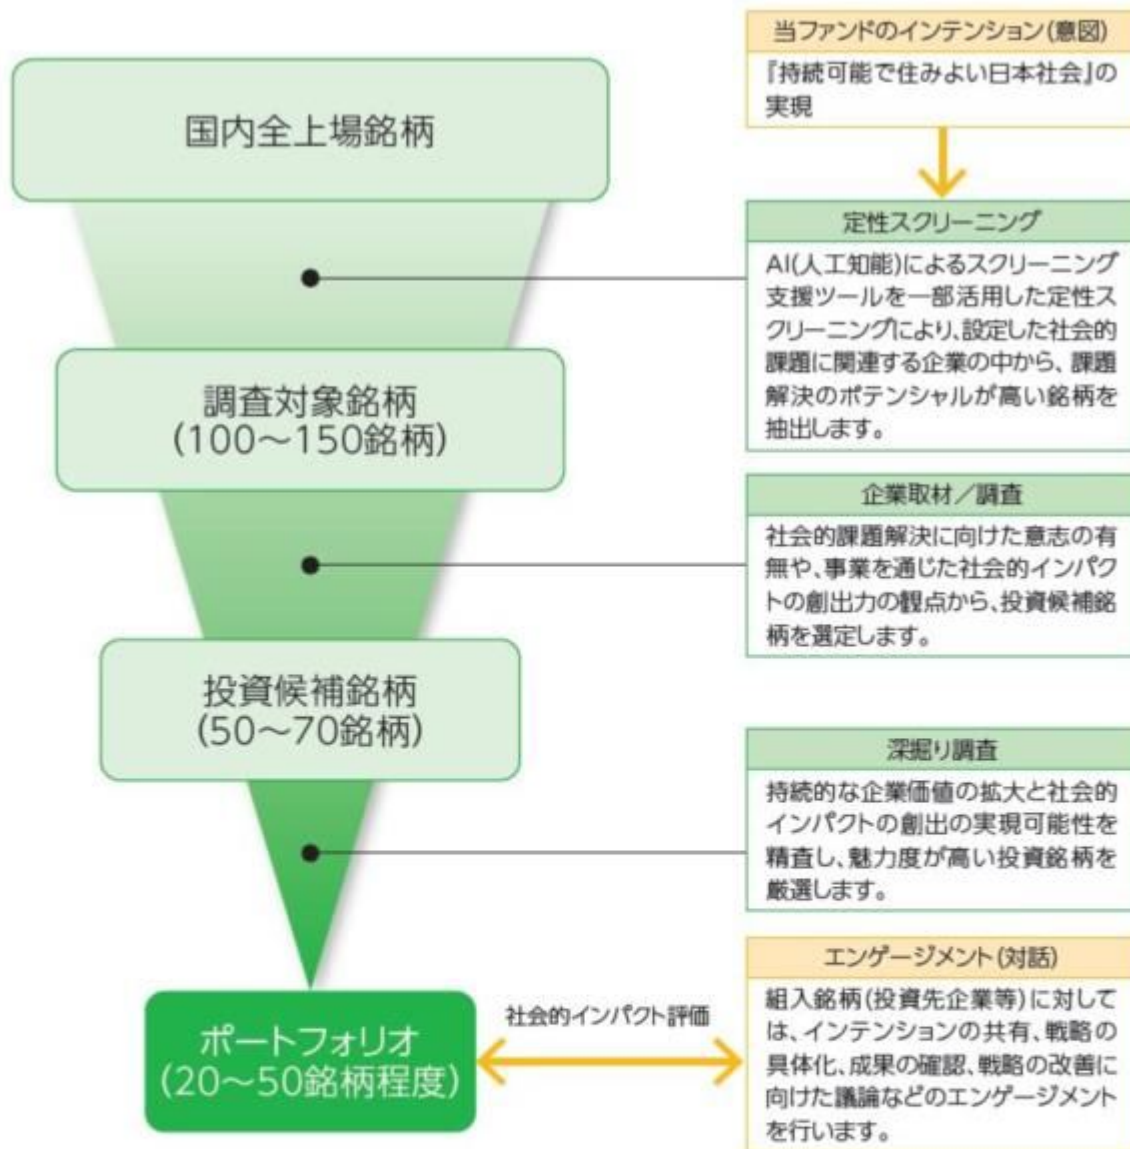 当ファンドのインテンション(意図)
『持続可能で住みよい日本社会』の
実現
国内全上場銘柄
定性スクリーニング
AI(人工知能)によるスクリーニング
支援ツールを一部活用した定性ス
クリーニングにより、設定した社会的
課題に関連する企業の中から、課題
解決のポテンシャルが高い銘柄を
抽出します。
調査対象銘柄
(100～150銘柄)
企業取材／調査
社会的課題解決に向けた意志の有
無や、事業を通じた社会的インパク
トの創出力の観点から、投資候補銘
柄を選定します。
投資候補銘柄
(50～70銘柄)
深掘り調査
持続的な企業価値の拡大と社会的
インパクトの創出の実現可能性を
精査し、魅力度が高い投資銘柄を
厳選します。
ポートフォリオ
(20～50銘柄程度)
社会的インパクト評価
エンゲージメント(対話)
組入銘柄(投資先企業等)に対して
は、インテンションの共有、戦略の
具体化、成果の確認、戦略の改善に
向けた議論などのエンゲージメント
を行います。